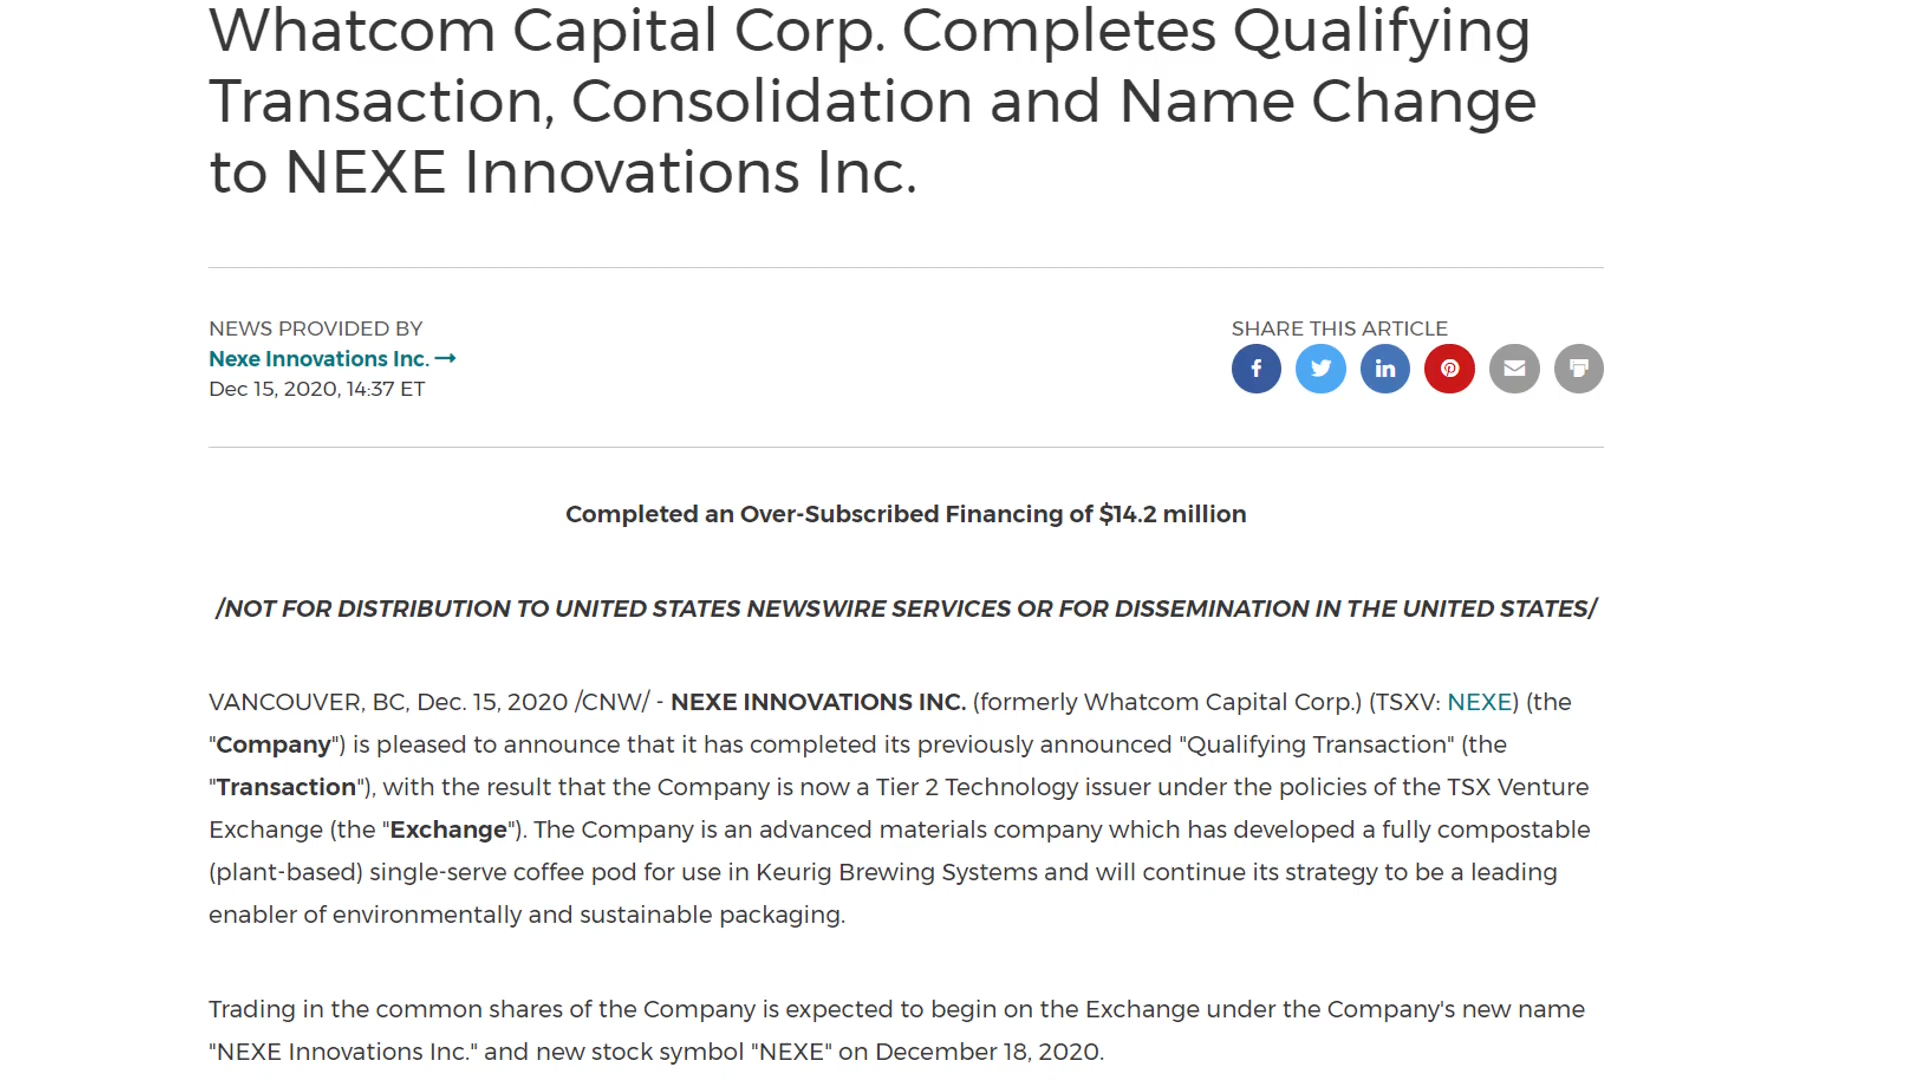 Whatcom Capital Corp. Completes Qualifying
Transaction, Consolidation and Name Change
to NEXE Innovations Inc.
NEWS PROVIDED BY
Nexe Innovations Inc. →
Dec 15, 2020, 14:37 ET
SHARE THIS ARTICLE
Completed an Over-Subscribed Financing of $14.2 million
/NOT FOR DISTRIBUTION TO UNITED STATES NEWSWIRE SERVICES OR FOR DISSEMINATION IN THE UNITED STATES/
VANCOUVER, BC, Dec. 15, 2020 /CNW/ - NEXE INNOVATIONS INC. (formerly Whatcom Capital Corp.) (TSXV: NEXE) (the
"Company") is pleased to announce that it has completed its previously announced "Qualifying Transaction" (the
"Transaction"), with the result that the Company is now a Tier 2 Technology issuer under the policies of the TSX Venture
Exchange (the "Exchange"). The Company is an advanced materials company which has developed a fully compostable
(plant-based) single-serve coffee pod for use in Keurig Brewing Systems and will continue its strategy to be a leading
enabler of environmentally and sustainable packaging.
Trading in the common shares of the Company is expected to begin on the Exchange under the Company's new name
"NEXE Innovations Inc." and new stock symbol "NEXE" on December 18, 2020.